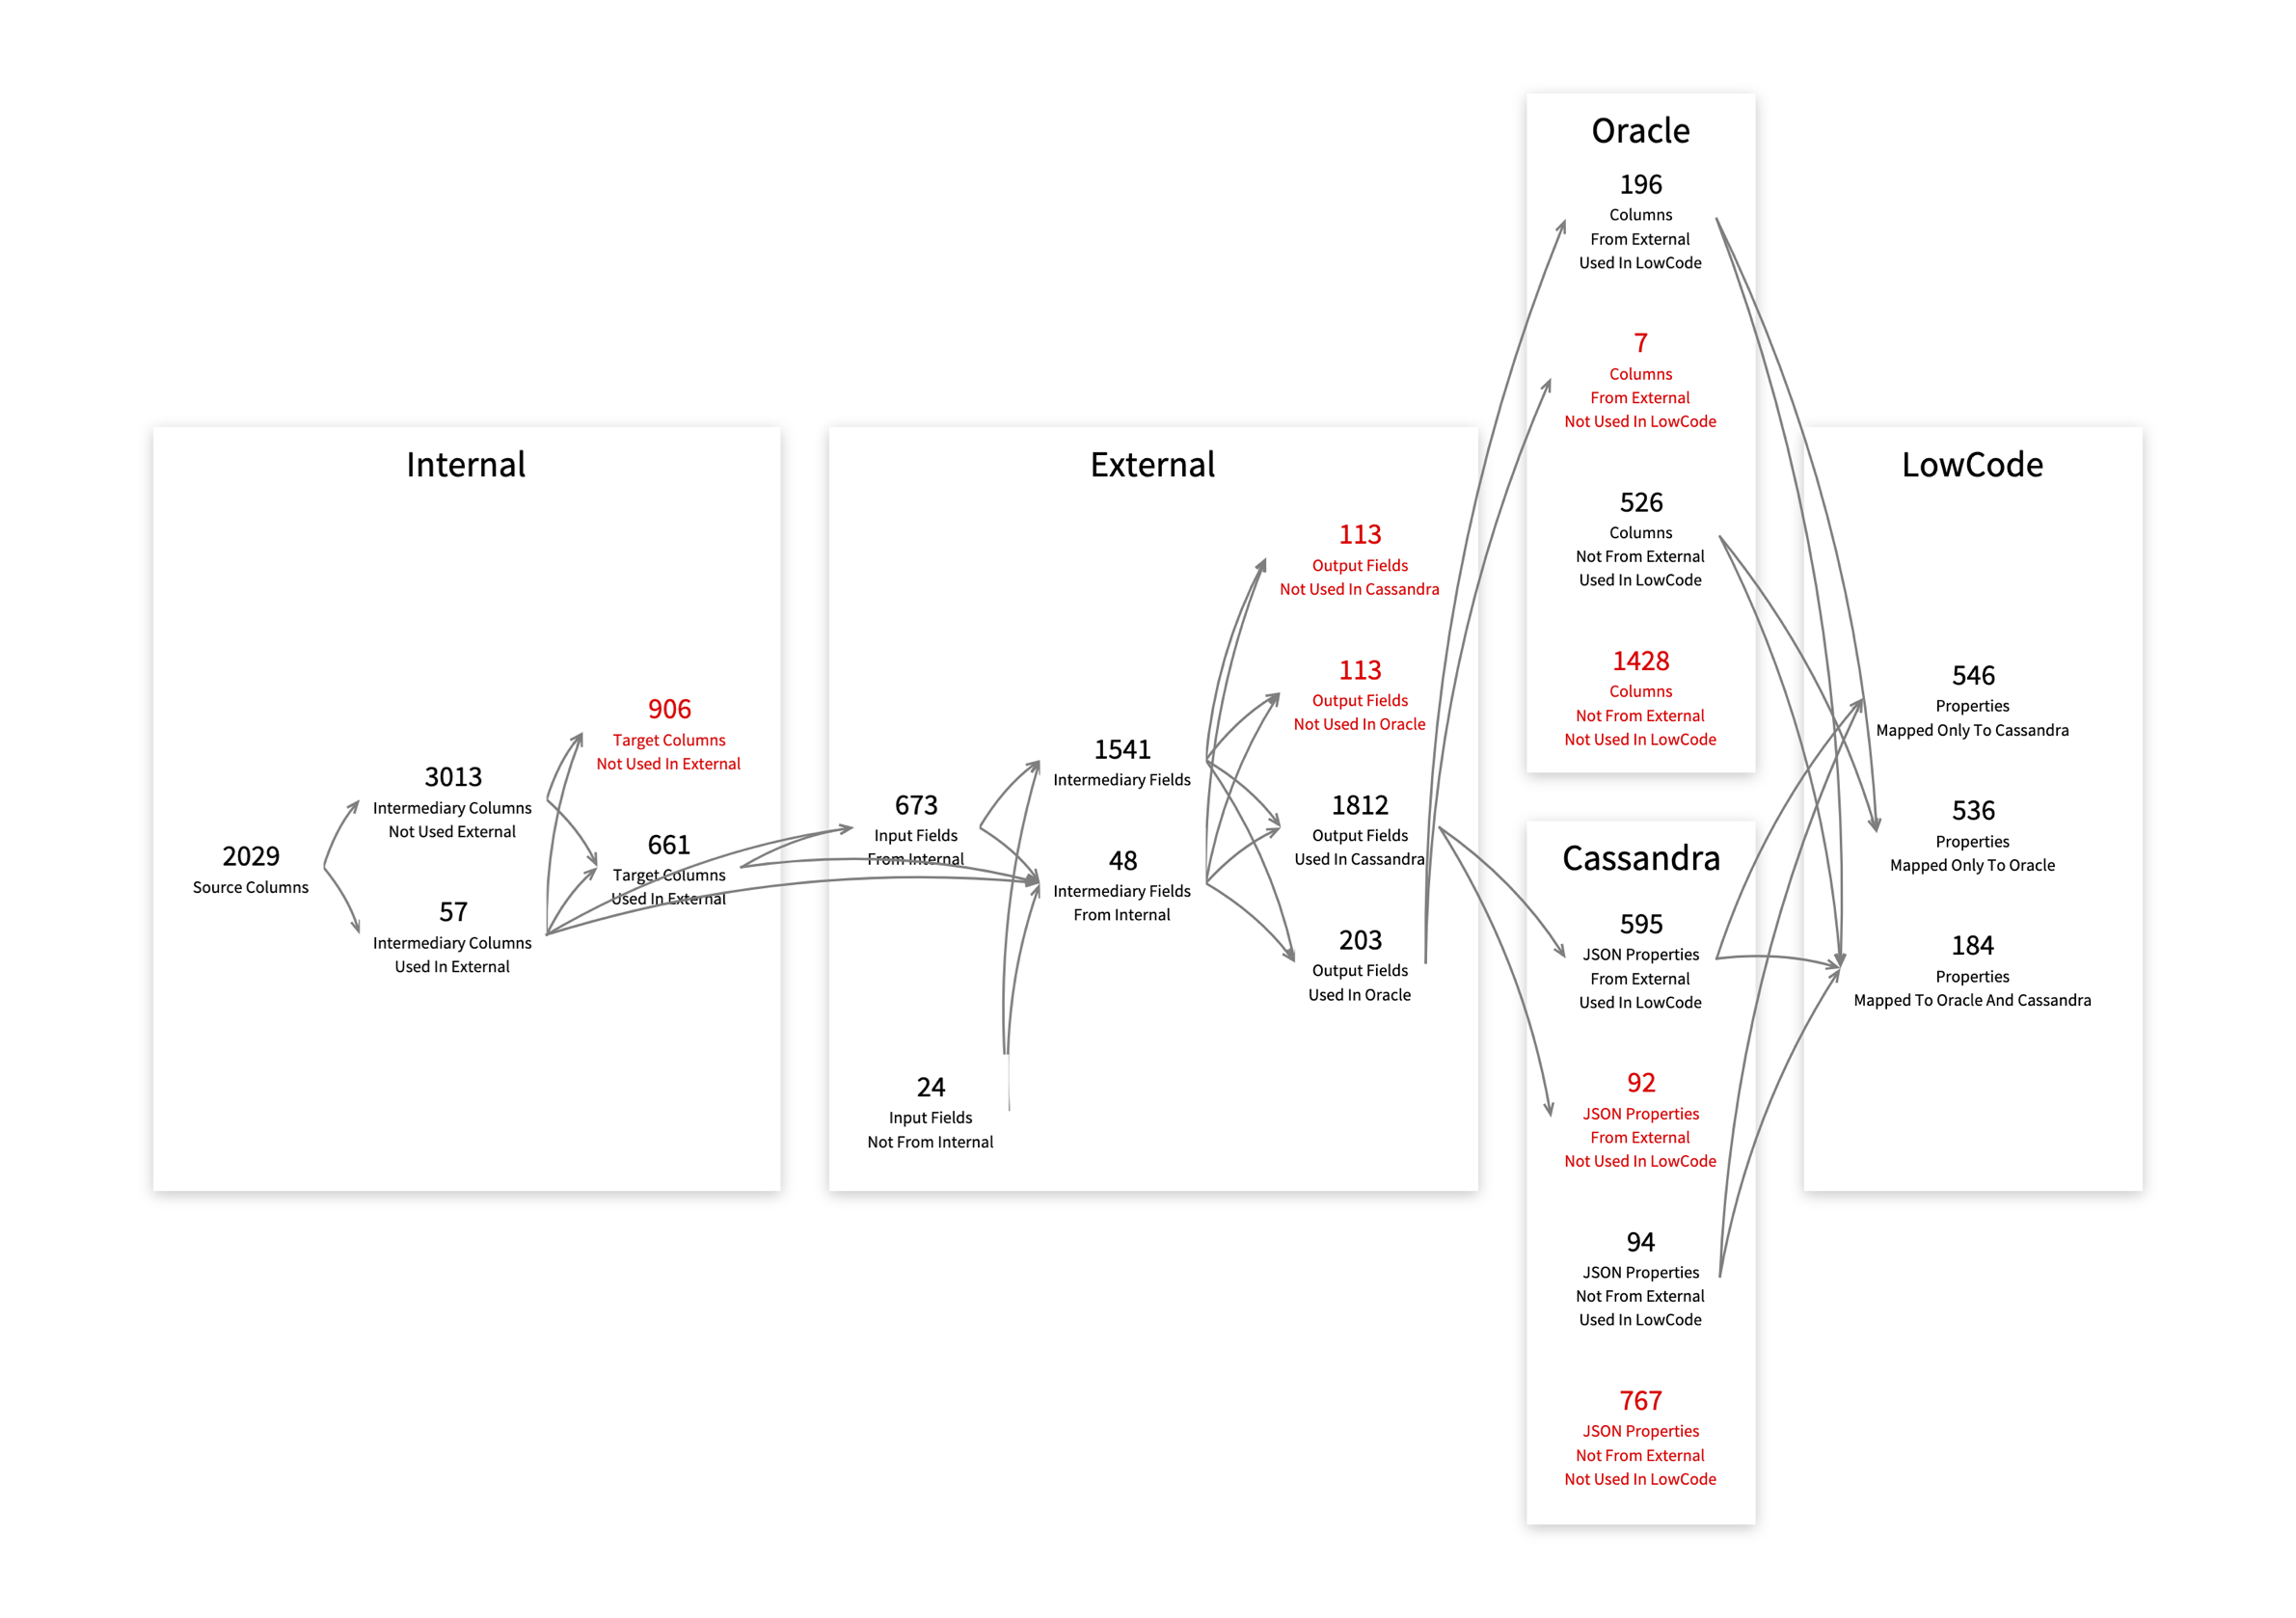 Internal
2029
Source Columns
3013
Intermediary Columns
Not Used External
57
Intermediary Columns
Used In External
906
Target Columns
Not Used In External
661
Target Columns
Used In External
External
673
Input Fields
From Internal
24
Input Fields
Not From Internal
1541
Intermediary Fields
48
Intermediary Fields
From Internal
113
Output Fields
Not Used In Cassandra
113
Output Fields
Not Used In Oracle
1812
Output Fields
Used In Cassandra
203
Output Fields
Used In Oracle
Oracle
196
Columns
From External
Used In LowCode
7
Columns
From External
Not Used In LowCode
526
Columns
Not From External
Used In LowCode
1428
Columns
Not From External
Not Used In LowCode
Cassandra
595
JSON Properties
From External
Used In LowCode
92
JSON Properties
From External
Not Used In LowCode
94
JSON Properties
Not From External
Used In LowCode
767
JSON Properties
Not From External
Not Used In LowCode
LowCode
546
Properties
Mapped Only To Cassandra
536
Properties
Mapped Only To Oracle
184
Properties
Mapped To Oracle And Cassandra